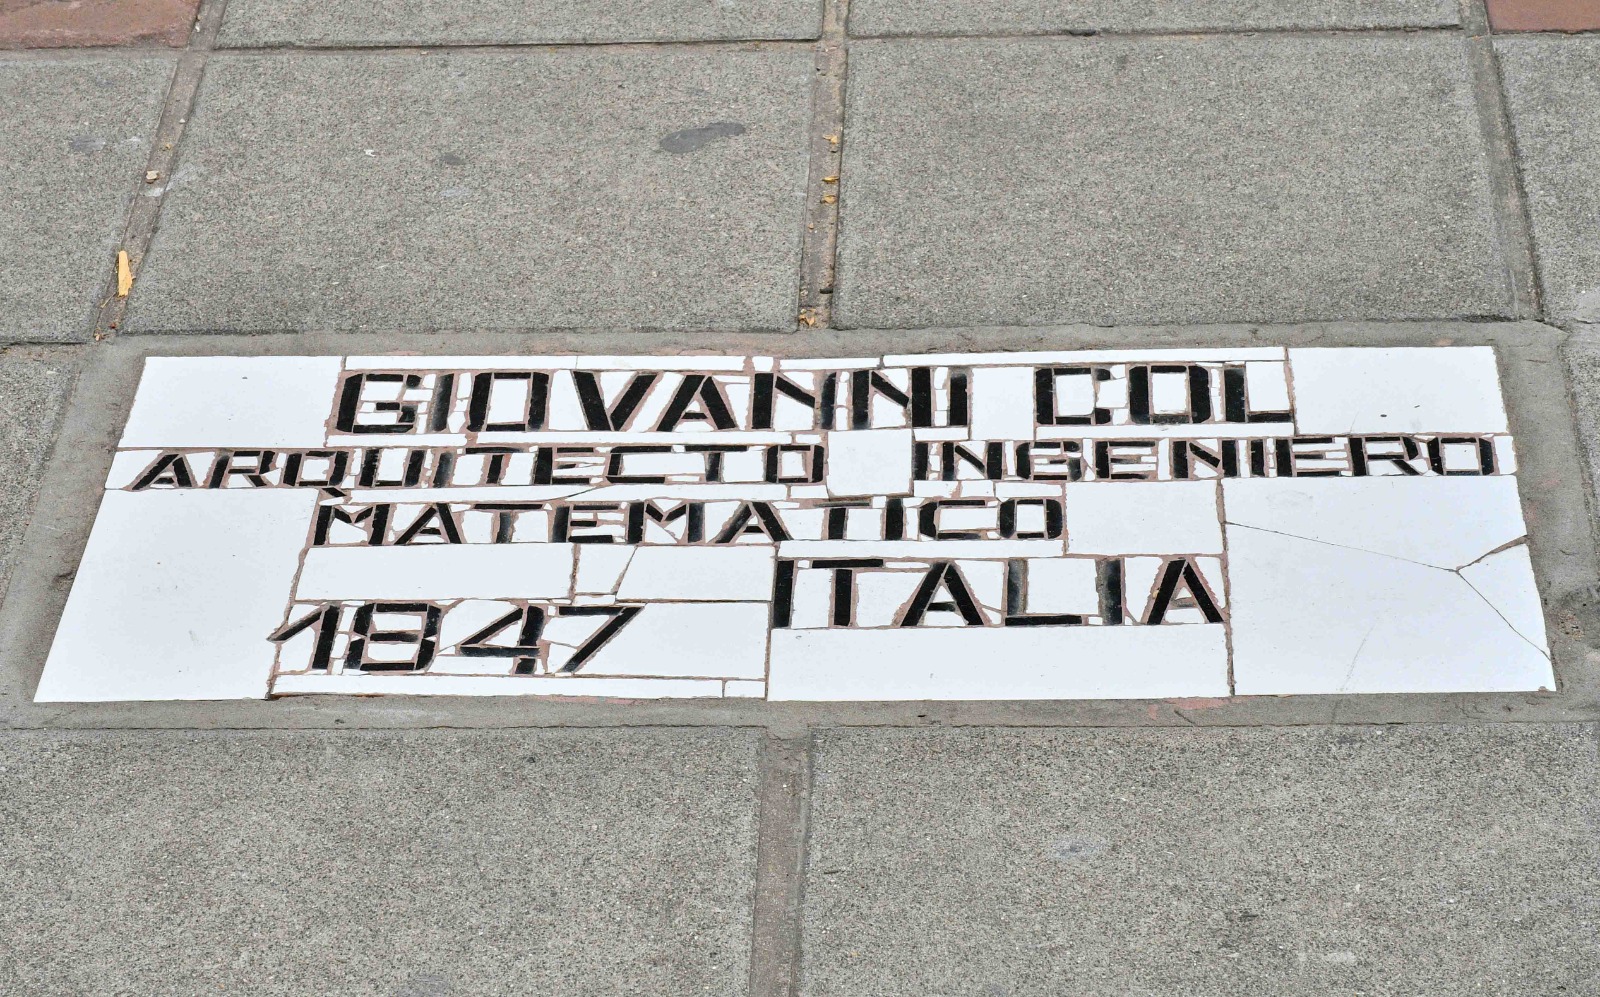 GIOVANNI COL
ARQUITECTO INGENIERO
MATEMATICO
ITALIA
1847